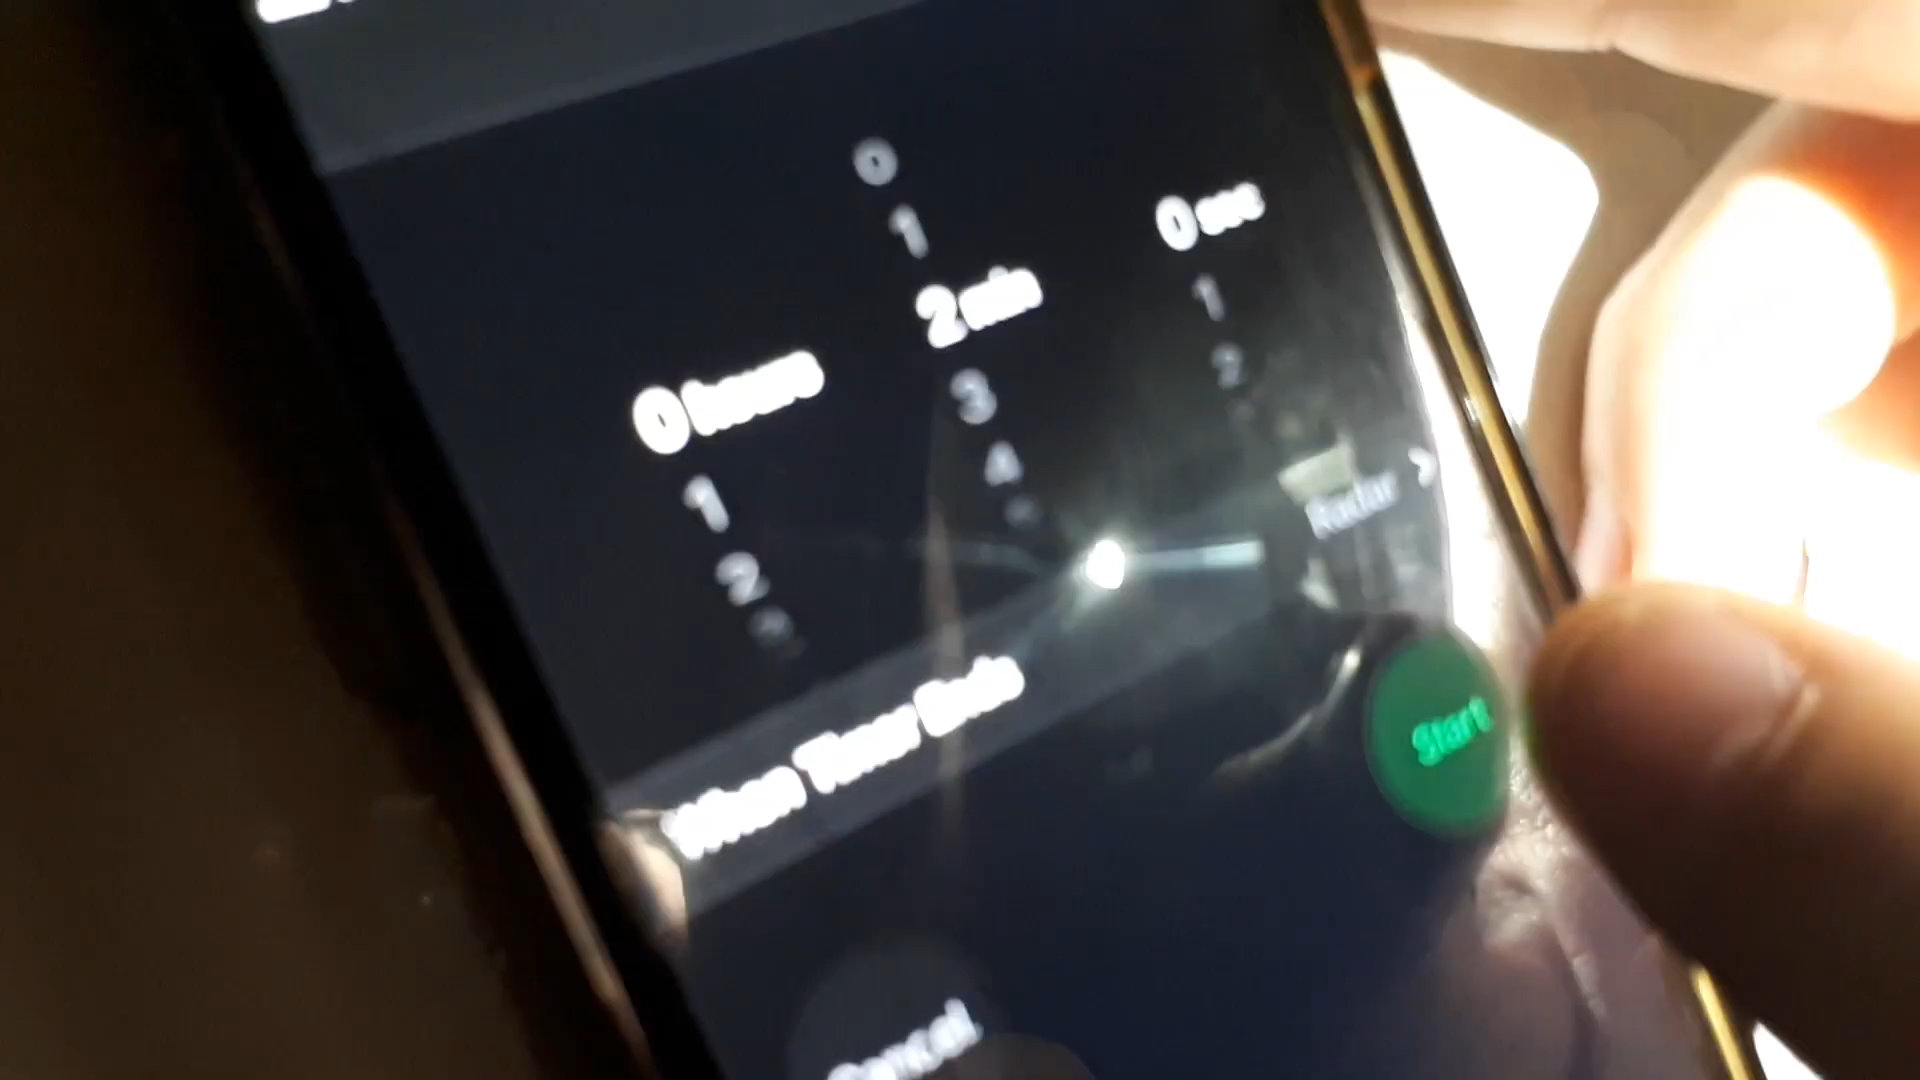 0
1
2 min
3
4
0 hours
1
2
0 sec
1
2
When Timer Ends
Radar >
Cancel
Start